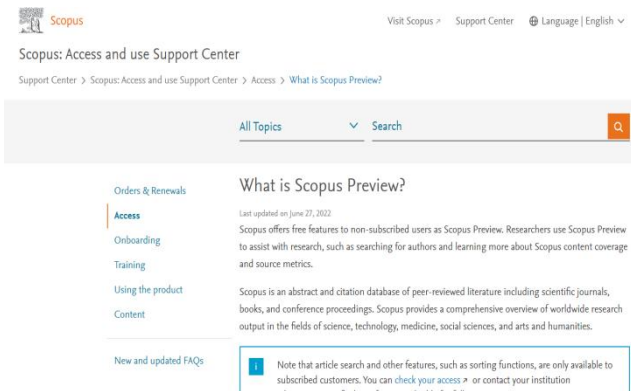 Scopus
Visit Scopus
Support Center
Language | English
Scopus: Access and use Support Center
Support Center > Scopus: Access and use Support Center > Access > What is Scopus Preview?
All Topics
Search
Orders & Renewals
Access
Onboarding
Training
Using the product
Content
New and updated FAQs
What is Scopus Preview?
Last updated on June 27, 2022
Scopus offers free features to non-subscribed users as Scopus Preview. Researchers use Scopus Preview
to assist with research, such as searching for authors and learning more about Scopus content coverage
and source metrics.
Scopus is an abstract and citation database of peer-reviewed literature including scientific journals,
books, and conference proceedings. Scopus provides a comprehensive overview of worldwide research
output in the fields of science, technology, medicine, social sciences, and arts and humanities.
i
Note that article search and other features, such as sorting functions, are only available to
subscribed customers. You can check your access or contact your institution